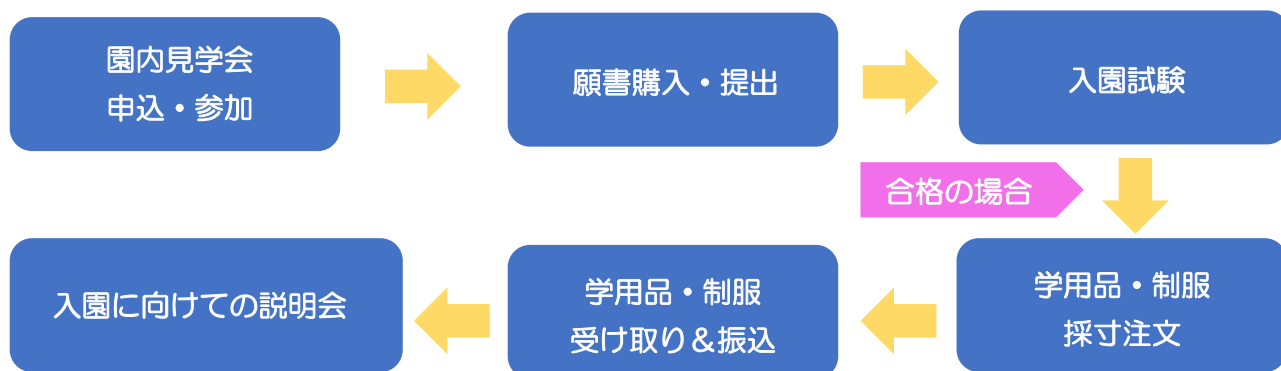 園内見学会
申込・参加
願書購入・提出
入園試験
合格の場合
学用品・制服
採寸注文
学用品・制服
受け取り＆振込
入園に向けての説明会